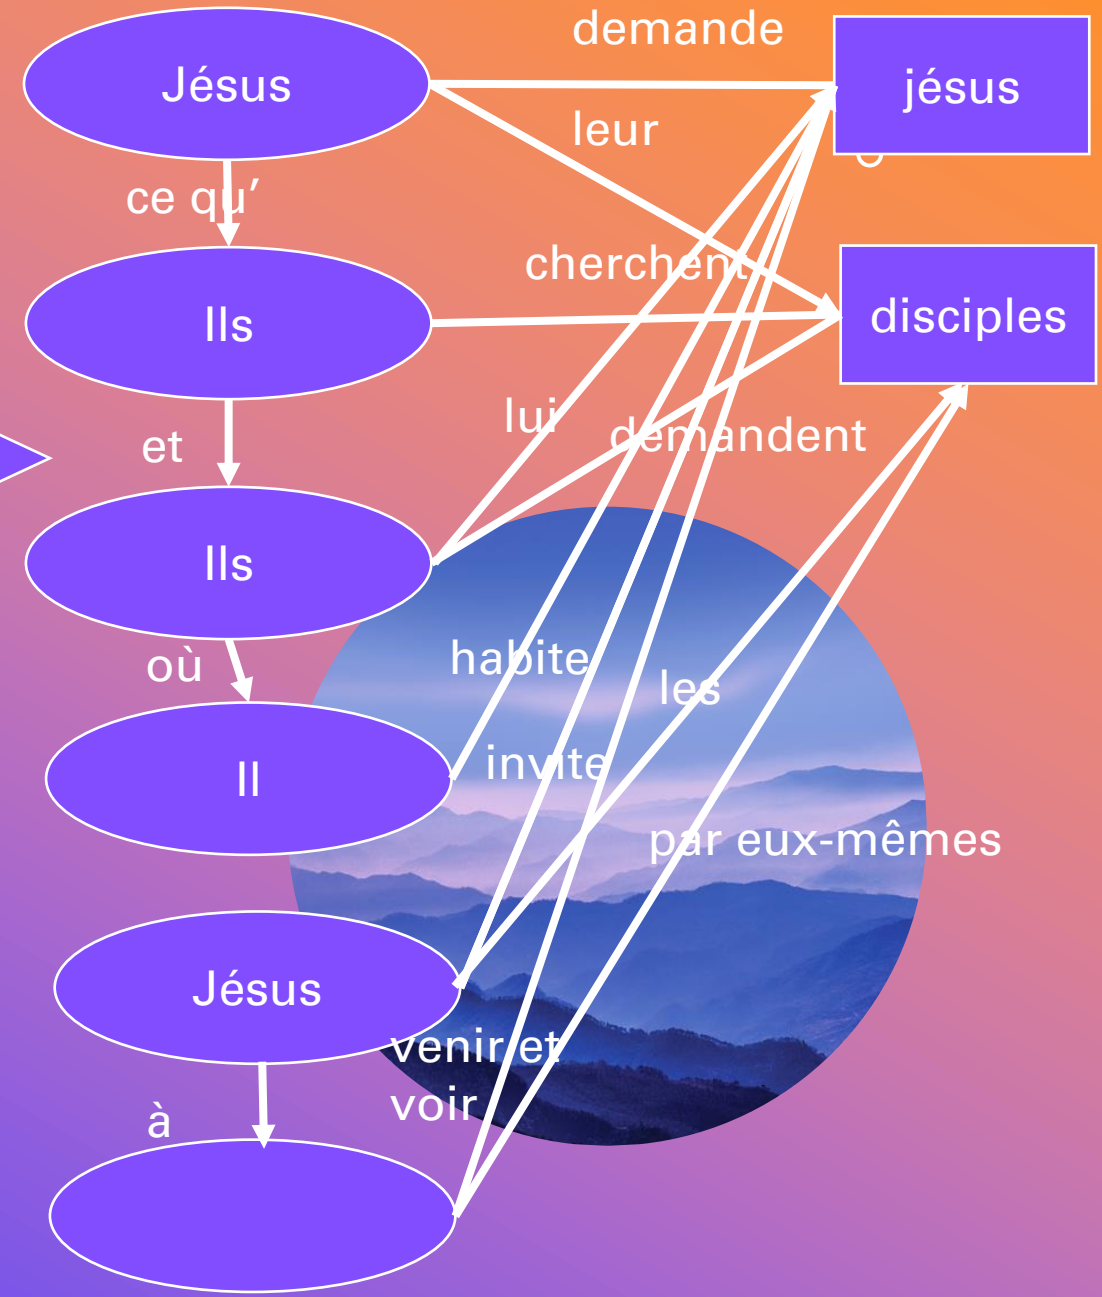 demande
Jésus
jésus
leur
ce qu’
cherchent
Ils
disciples
lui
demandent
et
Ils
où
habite
les
Il
invite
par eux-mêmes
Jésus
venir et
voir
à